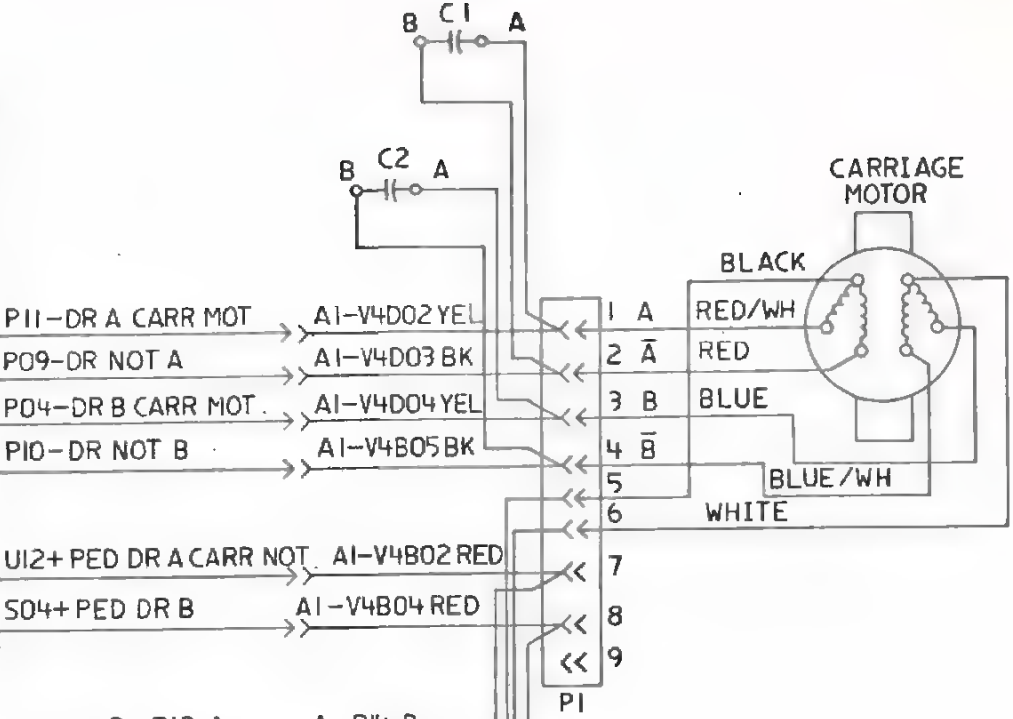 B C1 A
B C2 A
CARRIAGE
MOTOR
BLACK
P11-DR A CARR MOT A1-V4D02 YEL 1 A RED/WH
P09-DR NOT A A1-V4D03 BK 2 A̅ RED
P04-DR B CARR MOT. A1-V4D04 YEL 3 B BLUE
P10-DR NOT B A1-V4B05 BK 4 B̅
BLUE/WH
5
6 WHITE
U12+ PED DR A CARR NOT A1-V4B02 RED 7
S04+ PED DR B A1-V4B04 RED 8
9
P1